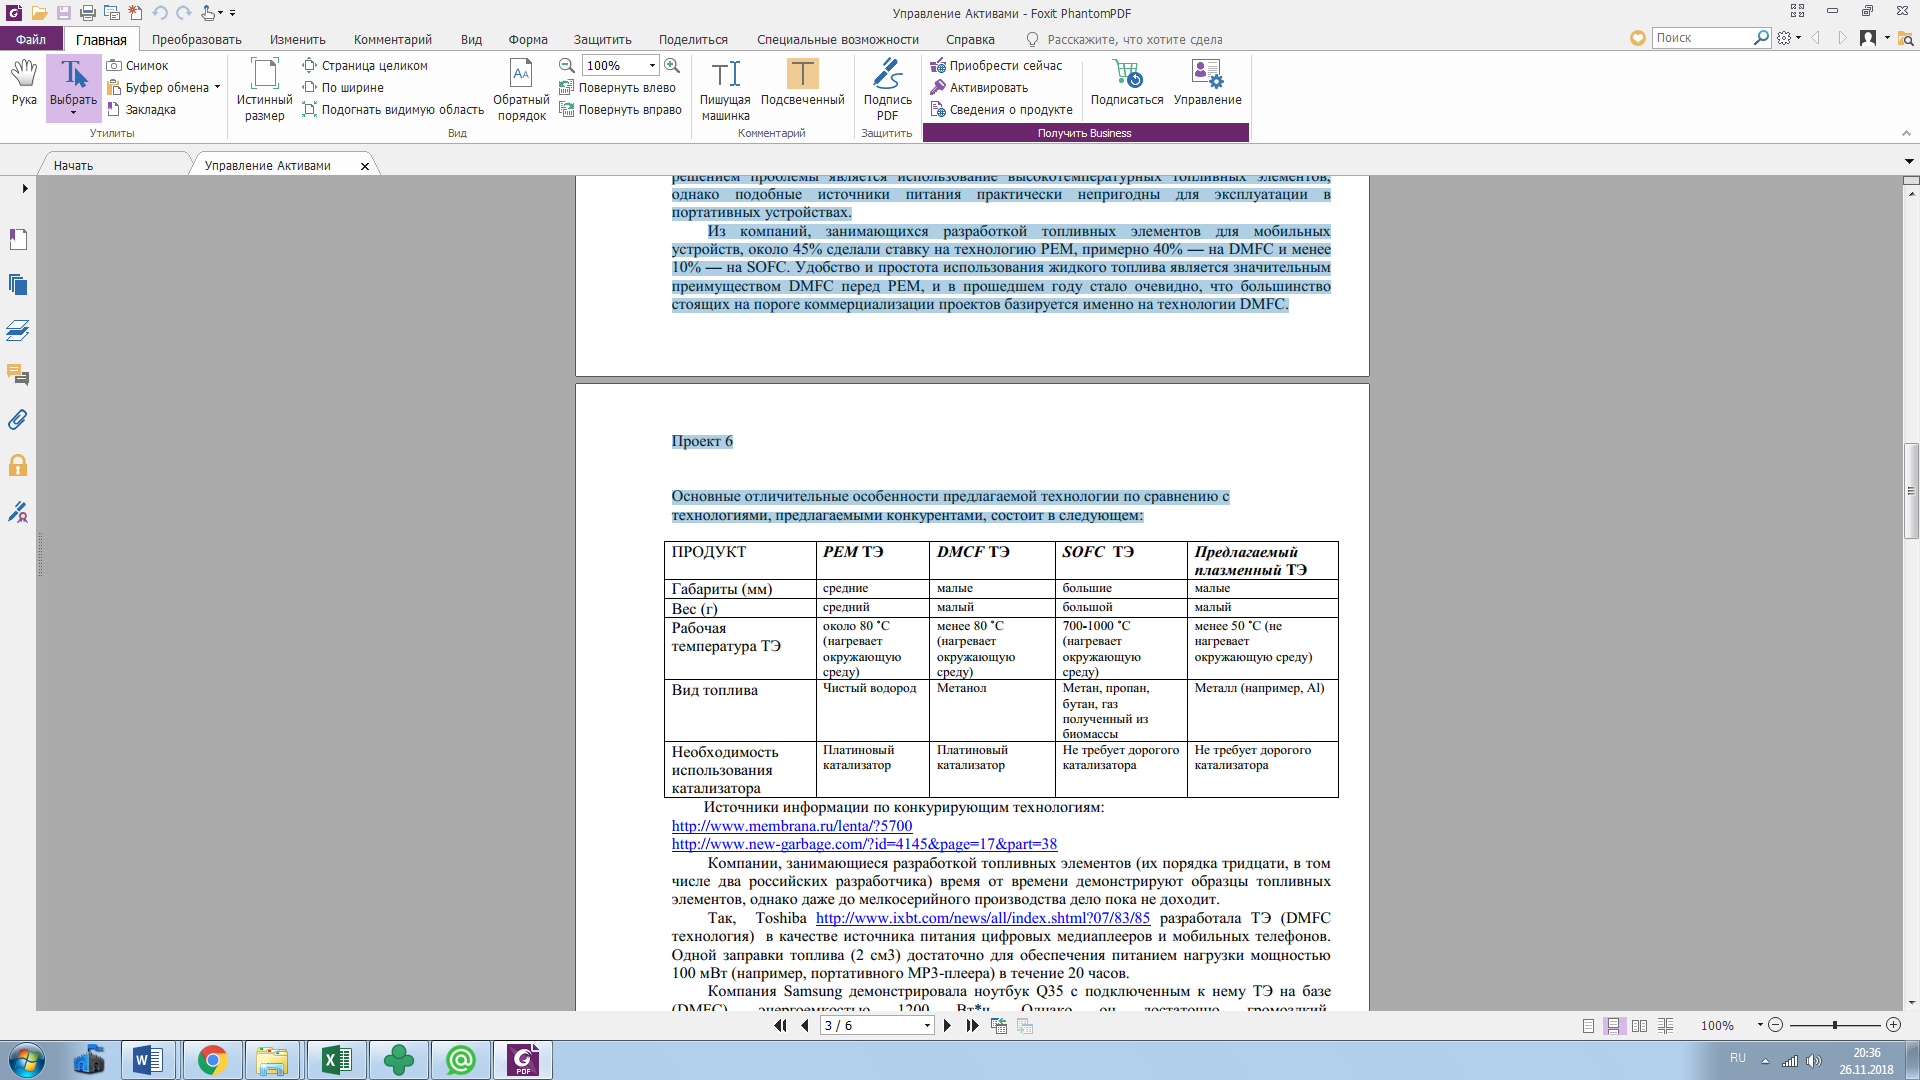 Управление Активами - Foxit PhantomPDF
Файл
Главная
Преобразовать
Изменить
Комментарий
Вид
Форма
Защитить
Поделиться
Специальные возможности
Справка
Расскажите, что хотите сдела
Поиск
Рука
Выбрать
Снимок
Буфер обмена
Закладка
Утилиты
Истинный размер
Страница целиком
По ширине
Подогнать видимую область
Обратный порядок
100%
Повернуть влево
Повернуть вправо
Вид
Пишущая машинка
Подсвеченный
Комментарий
Подпись PDF
Защитить
Приобрести сейчас
Активировать
Сведения о продукте
Подписаться
Управление
Получить Business
Начать
Управление Активами
решением проблемы является использование высокотемпературных топливных элементов,
однако подобные источники питания практически непригодны для эксплуатации в
портативных устройствах.
Из компаний, занимающихся разработкой топливных элементов для мобильных
устройств, около 45% сделали ставку на технологию PEM, примерно 40% — на DMFC и менее
10% — на SOFC. Удобство и простота использования жидкого топлива является значительным
преимуществом DMFC перед PEM, и в прошедшем году стало очевидно, что большинство
стоящих на пороге коммерциализации проектов базируется именно на технологии DMFC.
Проект 6
Основные отличительные особенности предлагаемой технологии по сравнению с
технологиями, предлагаемыми конкурентами, состоит в следующем:
ПРОДУКТ
PEM ТЭ
DMCF ТЭ
SOFC ТЭ
Предлагаемый плазменный ТЭ
Габариты (мм)
средние
малые
большие
малые
Вес (г)
средний
малый
большой
малый
Рабочая температура ТЭ
около 80 ˚С (нагревает окружающую среду)
менее 80 ˚С (нагревает окружающую среду)
700-1000 ˚С (нагревает окружающую среду)
менее 50 ˚С (не нагревает окружающую среду)
Вид топлива
Чистый водород
Метанол
Метан, пропан, бутан, газ полученный из биомассы
Металл (например, Al)
Необходимость использования катализатора
Платиновый катализатор
Платиновый катализатор
Не требует дорогого катализатора
Не требует дорогого катализатора
Источники информации по конкурирующим технологиям:
http://www.membrana.ru/lenta/?5700
http://www.new-garbage.com/?id=4145&page=17&part=38
Компании, занимающиеся разработкой топливных элементов (их порядка тридцати, в том
числе два российских разработчика) время от времени демонстрируют образцы топливных
элементов, однако даже до мелкосерийного производства дело пока не доходит.
Так, Toshiba http://www.ixbt.com/news/all/index.shtml?07/83/85 разработала ТЭ (DMFC
технология) в качестве источника питания цифровых медиаплееров и мобильных телефонов.
Одной заправки топлива (2 см3) достаточно для обеспечения питанием нагрузки мощностью
100 мВт (например, портативного MP3-плеера) в течение 20 часов.
Компания Samsung демонстрировала ноутбук Q35 с подключенным к нему ТЭ на базе
(DMFC) энергоемкостью 1200 Вт*ч. Однако он достаточно громоздкий.
3 / 6
100%
RU
20:36
26.11.2018